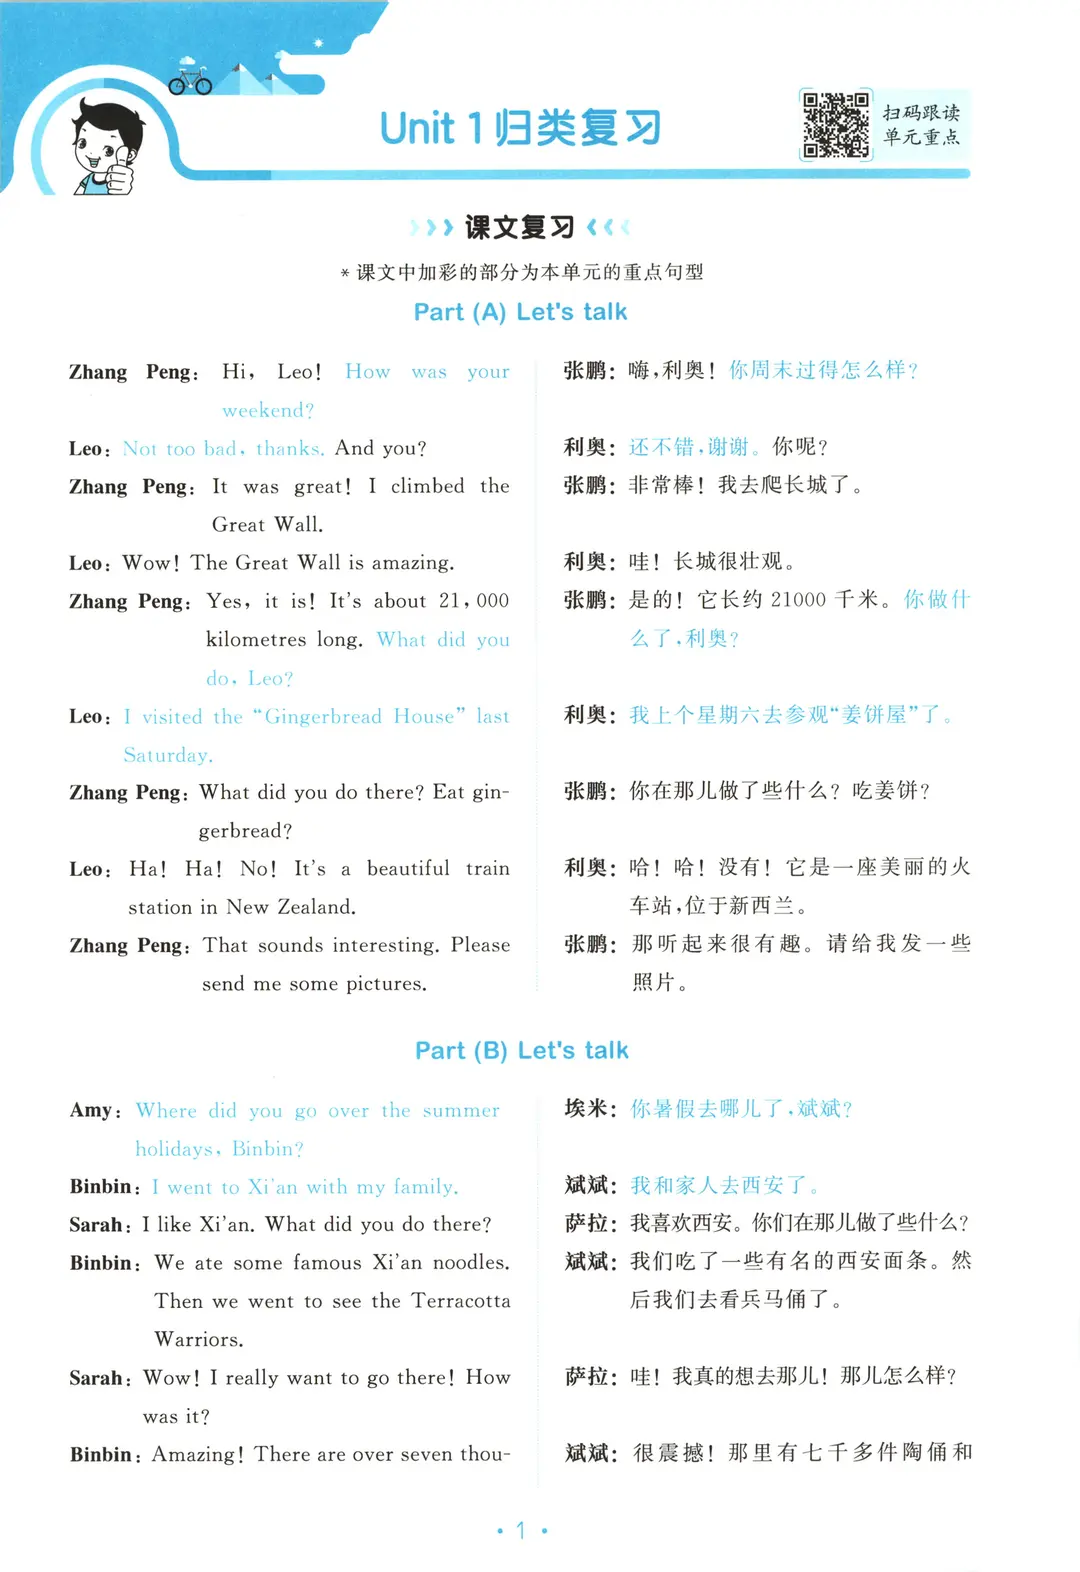 Unit 1 归类复习
扫码跟读
单元重点
课文复习
*课文中加彩的部分为本单元的重点句型
Part (A) Let's talk
Zhang Peng: Hi, Leo! How was your
weekend?
Leo: Not too bad, thanks. And you?
Zhang Peng: It was great! I climbed the
Great Wall.
Leo: Wow! The Great Wall is amazing.
Zhang Peng: Yes, it is! It's about 21,000
kilometres long. What did you
do, Leo?
Leo: I visited the “Gingerbread House” last
Saturday.
Zhang Peng: What did you do there? Eat gin-
gerbread?
Leo: Ha! Ha! No! It's a beautiful train
station in New Zealand.
Zhang Peng: That sounds interesting. Please
send me some pictures.
张鹏：嗨,利奥！你周末过得怎么样?
利奥：还不错,谢谢。你呢?
张鹏：非常棒！我去爬长城了。
利奥：哇！长城很壮观。
张鹏：是的！它长约 21000 千米。你做什
么了,利奥?
利奥：我上个星期六去参观“姜饼屋”了。
张鹏：你在那儿做了些什么? 吃姜饼?
利奥：哈！哈！没有！它是一座美丽的火
车站,位于新西兰。
张鹏：那听起来很有趣。请给我发一些
照片。
Part (B) Let's talk
Amy: Where did you go over the summer
holidays, Binbin?
Binbin: I went to Xi'an with my family.
Sarah: I like Xi'an. What did you do there?
Binbin: We ate some famous Xi'an noodles.
Then we went to see the Terracotta
Warriors.
Sarah: Wow! I really want to go there! How
was it?
Binbin: Amazing! There are over seven thou-
埃米：你暑假去哪儿了,斌斌?
斌斌：我和家人去西安了。
萨拉：我喜欢西安。你们在那儿做了些什么?
斌斌：我们吃了一些有名的西安面条。然
后我们去看兵马俑了。
萨拉：哇！我真的想去那儿！那儿怎么样?
斌斌：很震撼！那里有七千多件陶俑和
· 1 ·